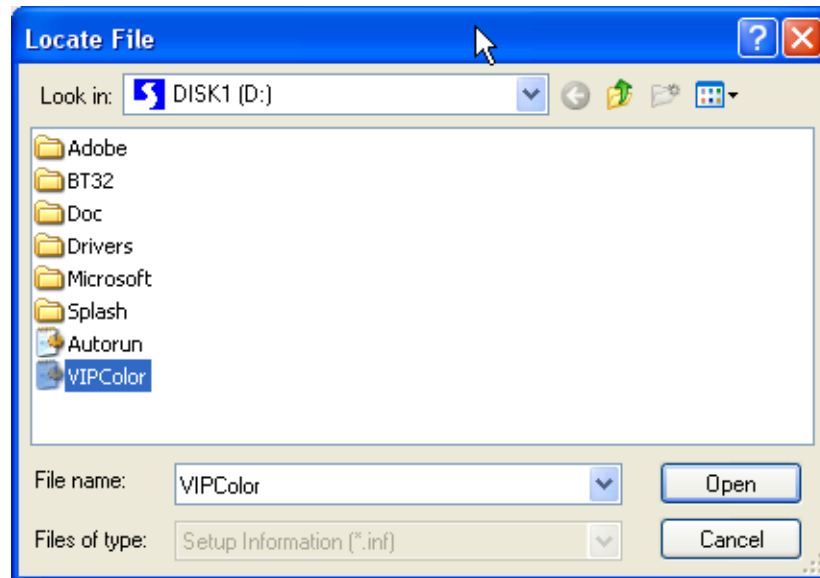 Locate File
Look in: DISK1 (D:)
Adobe
BT32
Doc
Drivers
Microsoft
Splash
Autorun
VIPColor
File name: VIPColor Open
Files of type: Setup Information (*.inf) Cancel